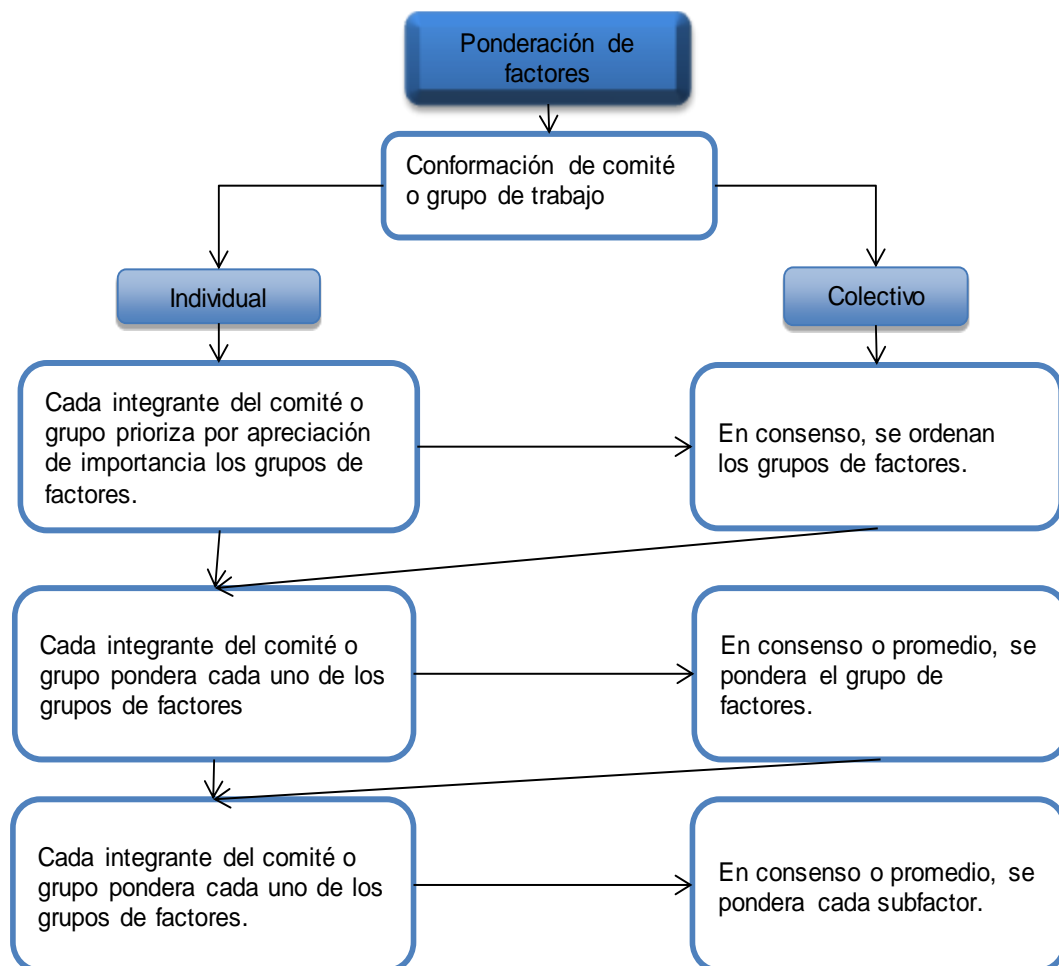 Ponderación de
factores
Conformación de comité
o grupo de trabajo
Individual
Colectivo
Cada integrante del comité o
grupo prioriza por apreciación
de importancia los grupos de
factores.
En consenso, se ordenan
los grupos de factores.
Cada integrante del comité o
grupo pondera cada uno de los
grupos de factores
En consenso o promedio, se
pondera el grupo de
factores.
Cada integrante del comité o
grupo pondera cada uno de los
grupos de factores.
En consenso o promedio, se
pondera cada subfactor.